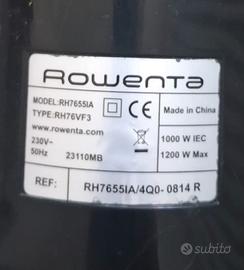 Rowenta
MODEL:RH7655IA
TYPE:RH76VF3
www.rowenta.com
230V~
50Hz 23110MB
CE
Made in China
1000 W IEC
1200 W Max
REF: RH7655IA/4Q0- 0814 R
subito